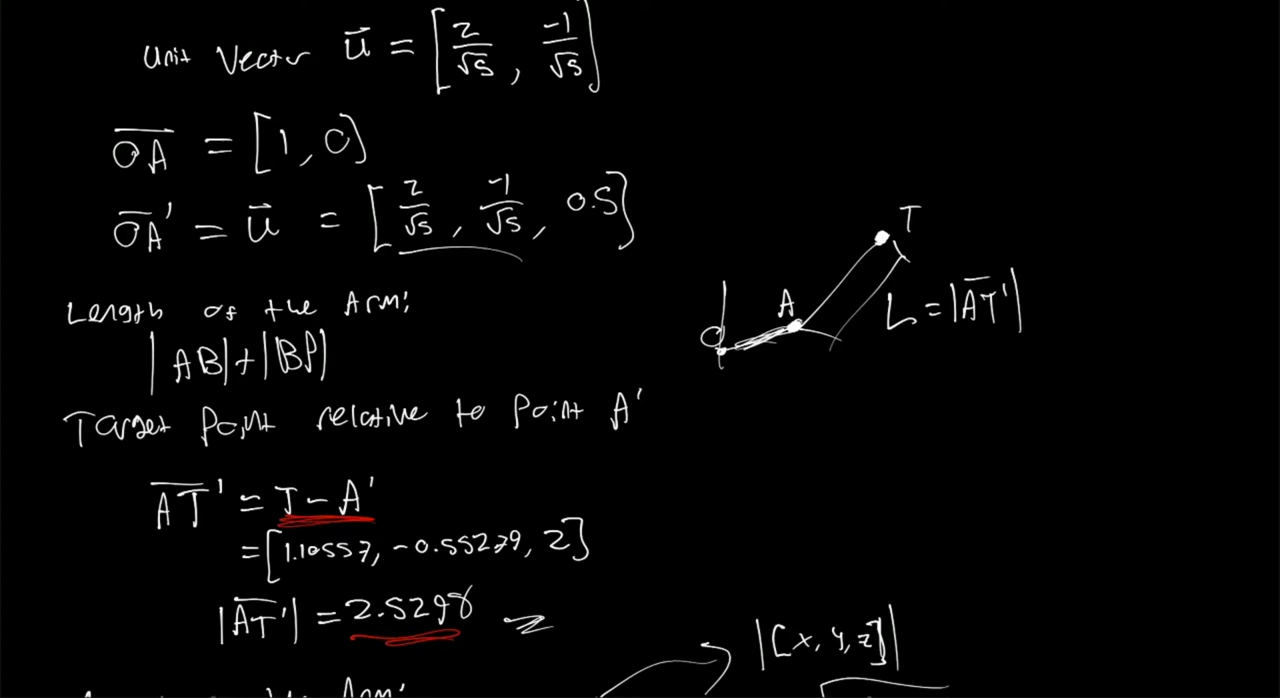 Unit Vector u⃗ = [2/√5, -1/√5]
OA = [1, 0]
OA' = u⃗ = [2/√5, -1/√5, 0.5]
Length of the Arm:
|AB| + |BP|
Target Point relative to Point A'
AT' = T - A'
= [1.10557, -0.55279, 2]
|AT'| = 2.5298
T
A
O
L = |AT'|
|[x, y, z]|